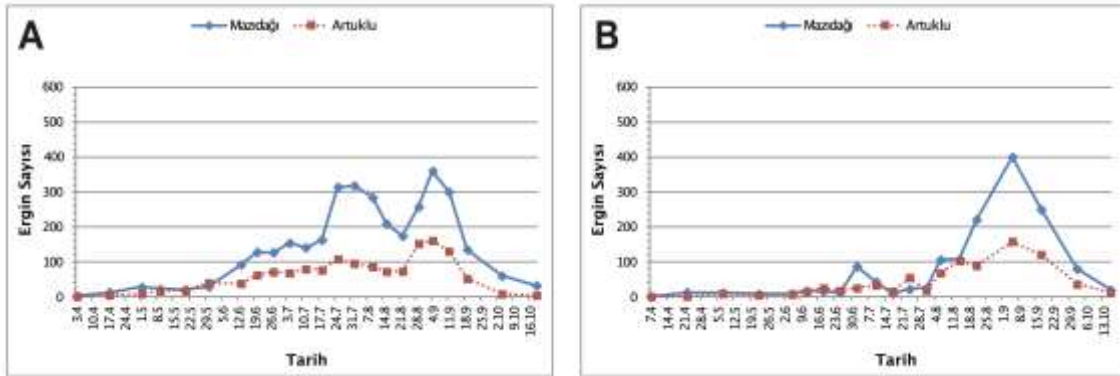 A
Mazıdağı Artuklu
600
500
400
300
200
100
0
Ergin Sayısı
3.4 10.4 17.4 24.4 1.5 8.5 15.5 22.5 29.5 5.6 12.6 19.6 26.6 3.7 10.7 17.7 24.7 31.7 7.8 14.8 21.8 28.8 4.9 11.9 18.9 25.9 2.10 9.10 16.10
Tarih
B
Mazıdağı Artuklu
600
500
400
300
200
100
0
Ergin Sayısı
7.4 14.4 21.4 28.4 5.5 12.5 19.5 26.5 2.6 9.6 16.6 23.6 30.6 7.7 14.7 21.7 28.7 4.8 11.8 18.8 25.8 1.9 8.9 15.9 22.9 29.9 6.10 13.10
Tarih